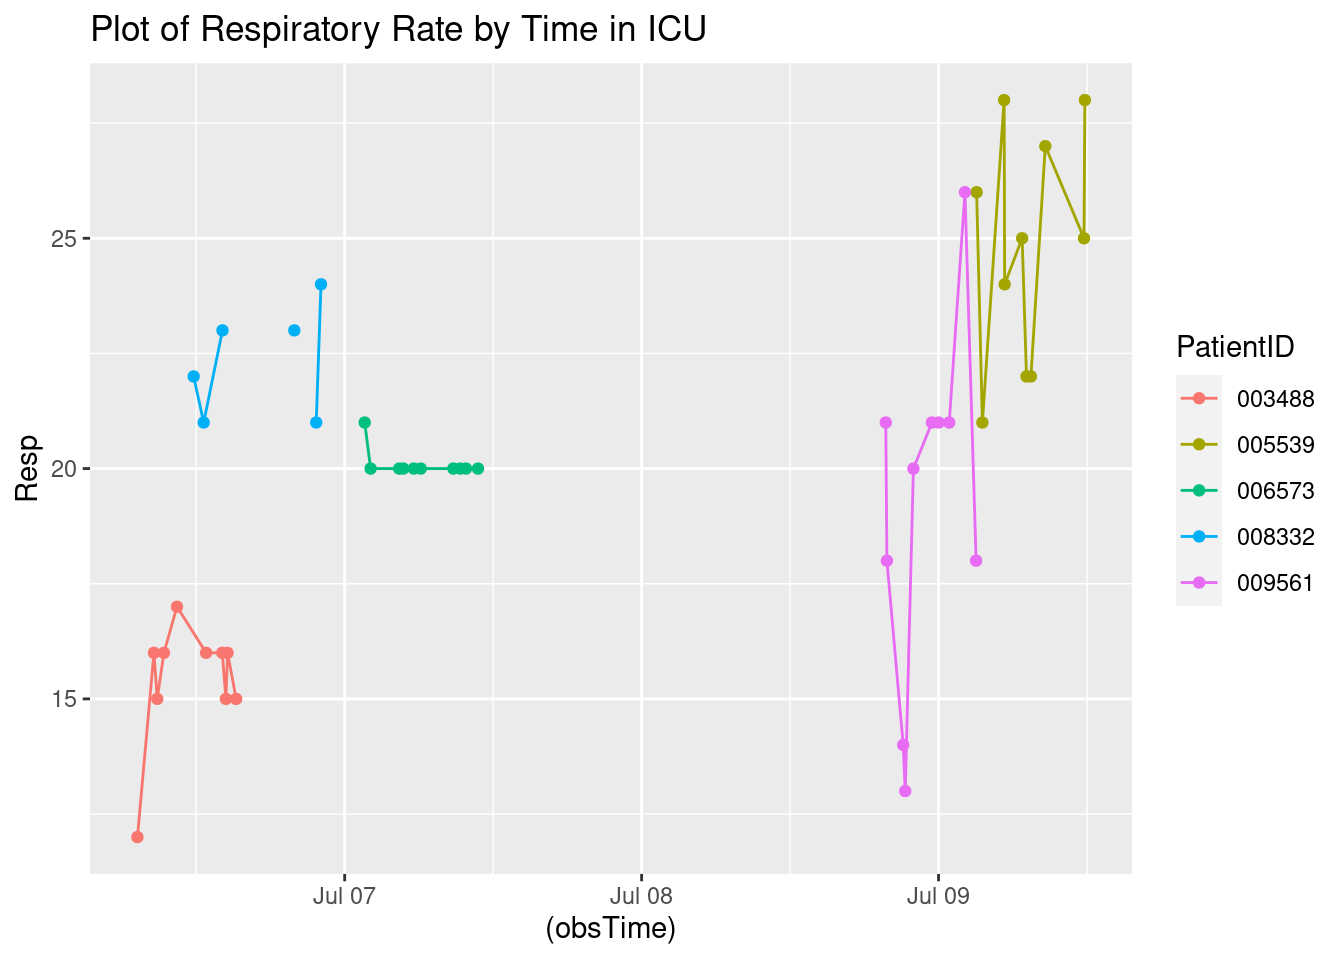 Plot of Respiratory Rate by Time in ICU
25
20
15
Resp
Jul 07
Jul 08
Jul 09
(obsTime)
PatientID
003488
005539
006573
008332
009561